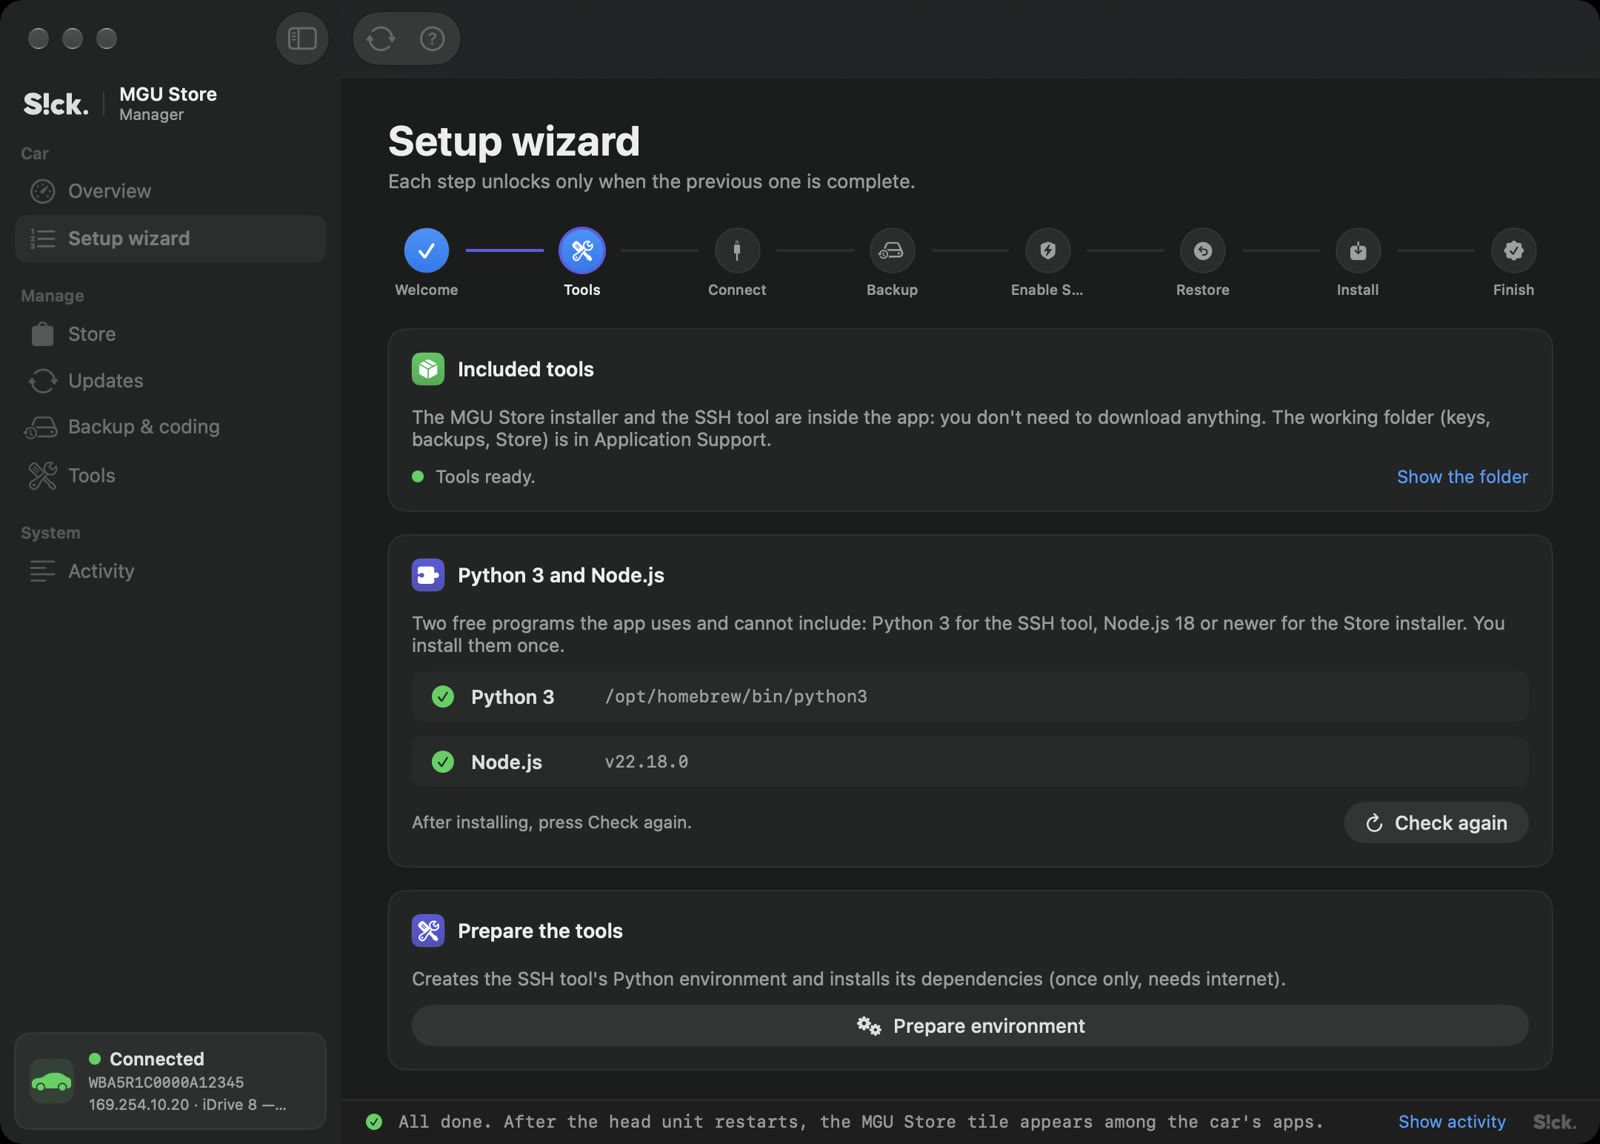 S!ck.
MGU Store
Manager
Car
Overview
Setup wizard
Manage
Store
Updates
Backup & coding
Tools
System
Activity
Connected
WBA5R1C0000A12345
169.254.10.20 · iDrive 8 —...
Setup wizard
Each step unlocks only when the previous one is complete.
Welcome
Tools
Connect
Backup
Enable S...
Restore
Install
Finish
Included tools
The MGU Store installer and the SSH tool are inside the app: you don't need to download anything. The working folder (keys,
backups, Store) is in Application Support.
Tools ready.
Show the folder
Python 3 and Node.js
Two free programs the app uses and cannot include: Python 3 for the SSH tool, Node.js 18 or newer for the Store installer. You
install them once.
Python 3 /opt/homebrew/bin/python3
Node.js v22.18.0
After installing, press Check again.
Check again
Prepare the tools
Creates the SSH tool's Python environment and installs its dependencies (once only, needs internet).
Prepare environment
All done. After the head unit restarts, the MGU Store tile appears among the car's apps.
Show activity
S!ck.